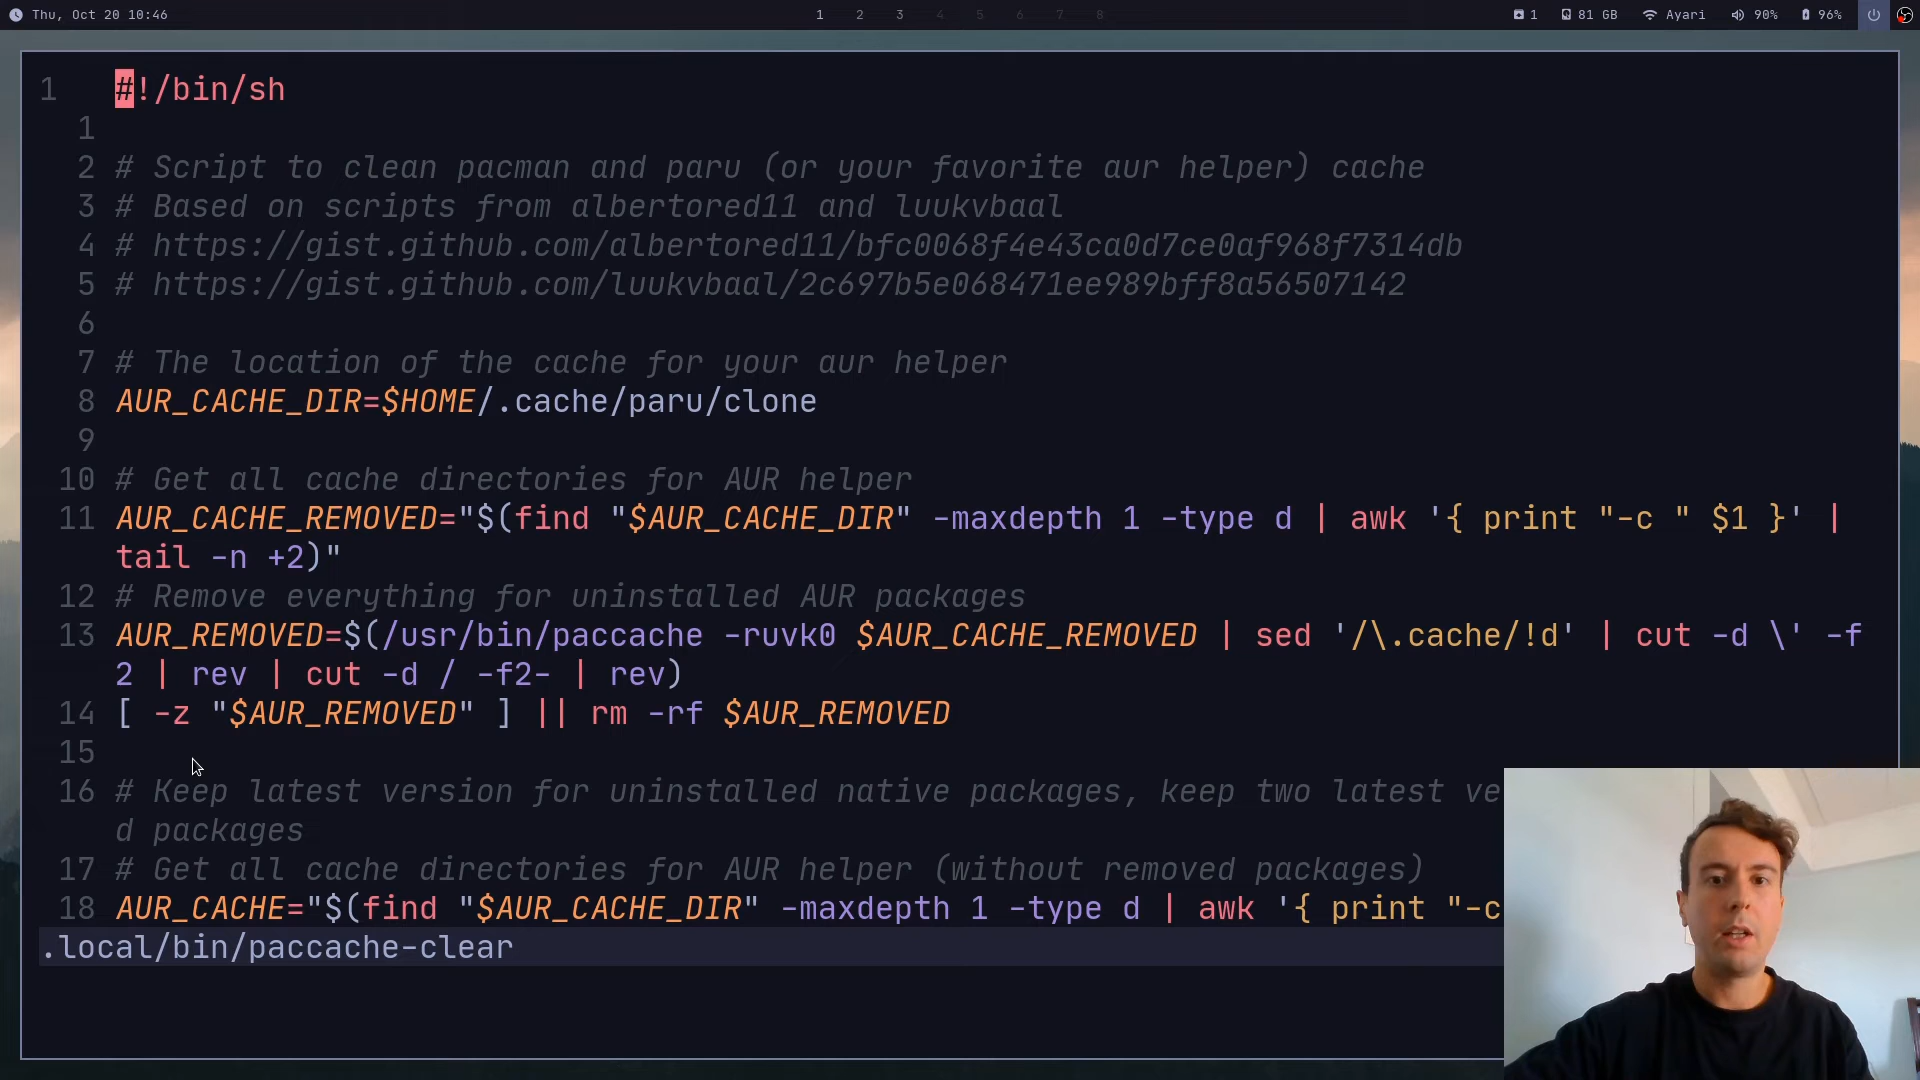 Thu, Oct 20 10:46 1 2 3 4 5 6 7 8 1 81 GB Ayari 90% 96%
1 #!/bin/sh
1
2 # Script to clean pacman and paru (or your favorite aur helper) cache
3 # Based on scripts from albertored11 and luukvbaal
4 # https://gist.github.com/albertored11/bfc0068f4e43ca0d7ce0af968f7314db
5 # https://gist.github.com/luukvbaal/2c697b5e068471ee989bff8a56507142
6
7 # The location of the cache for your aur helper
8 AUR_CACHE_DIR=$HOME/.cache/paru/clone
9
10 # Get all cache directories for AUR helper
11 AUR_CACHE_REMOVED="$(find "$AUR_CACHE_DIR" -maxdepth 1 -type d | awk '{ print "-c " $1 }' |
tail -n +2)"
12 # Remove everything for uninstalled AUR packages
13 AUR_REMOVED=$(/usr/bin/paccache -ruvk0 $AUR_CACHE_REMOVED | sed '/\.cache/!d' | cut -d \' -f
2 | rev | cut -d / -f2- | rev)
14 [ -z "$AUR_REMOVED" ] || rm -rf $AUR_REMOVED
15
16 # Keep latest version for uninstalled native packages, keep two latest ve
d packages
17 # Get all cache directories for AUR helper (without removed packages)
18 AUR_CACHE="$(find "$AUR_CACHE_DIR" -maxdepth 1 -type d | awk '{ print "-c
.local/bin/paccache-clear